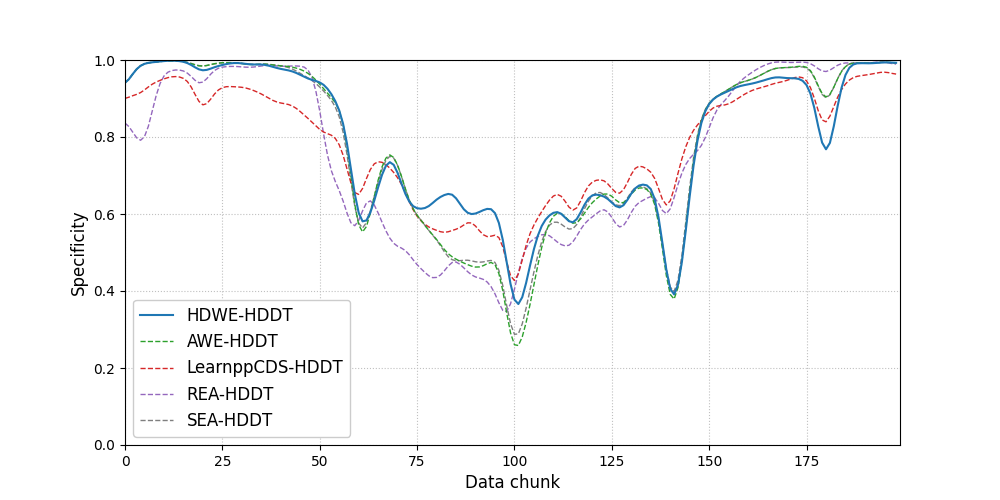 1.0
0.8
0.6
0.4
0.2
0.0
Specificity
HDWE-HDDT
AWE-HDDT
LearnppCDS-HDDT
REA-HDDT
SEA-HDDT
0 25 50 75 100 125 150 175
Data chunk